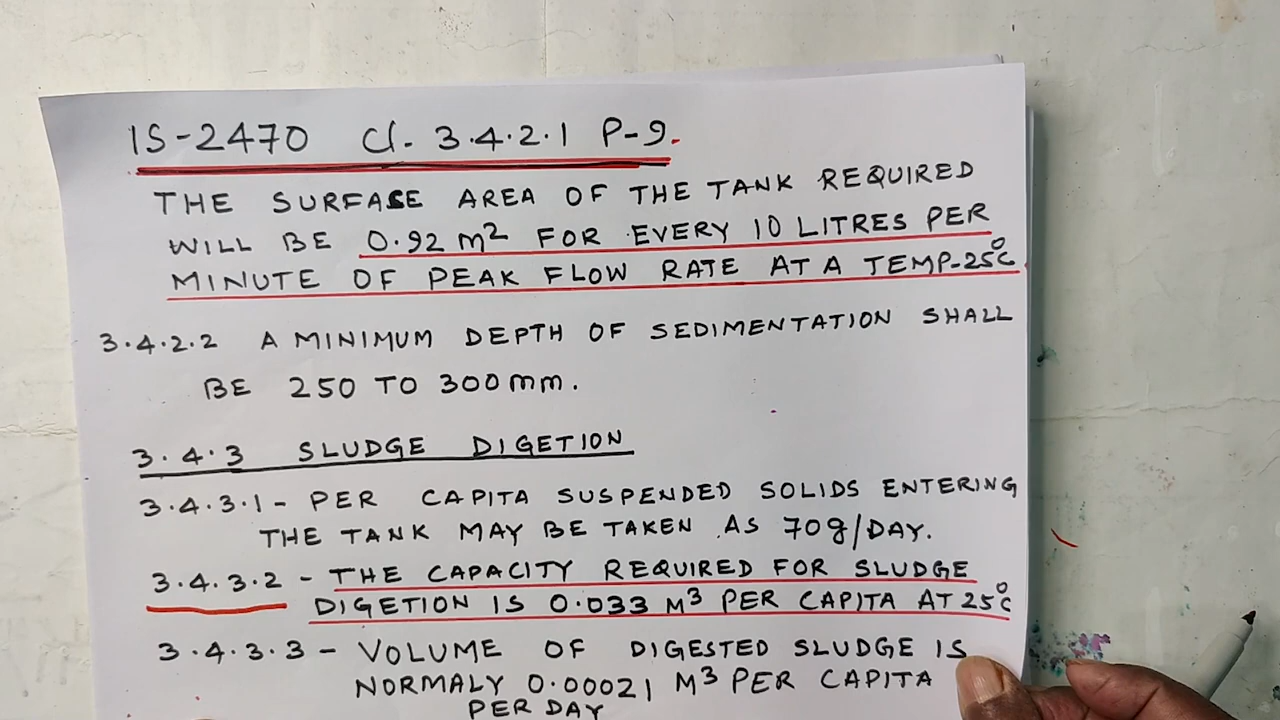 IS-2470 Cl. 3.4.2.1 P-9.
THE SURFASE AREA OF THE TANK REQUIRED
WILL BE 0.92 m² FOR EVERY 10 LITRES PER
MINUTE OF PEAK FLOW RATE AT A TEMP-25°C
3.4.2.2 A MINIMUM DEPTH OF SEDIMENTATION SHALL
BE 250 TO 300mm.
3.4.3 SLUDGE DIGETION
3.4.3.1- PER CAPITA SUSPENDED SOLIDS ENTERING
THE TANK MAY BE TAKEN AS 70g/DAY.
3.4.3.2 - THE CAPACITY REQUIRED FOR SLUDGE
DIGETION IS 0.033 M³ PER CAPITA AT 25°C
3.4.3.3 - VOLUME OF DIGESTED SLUDGE IS
NORMALY 0.00021 M³ PER CAPITA
PER DAY